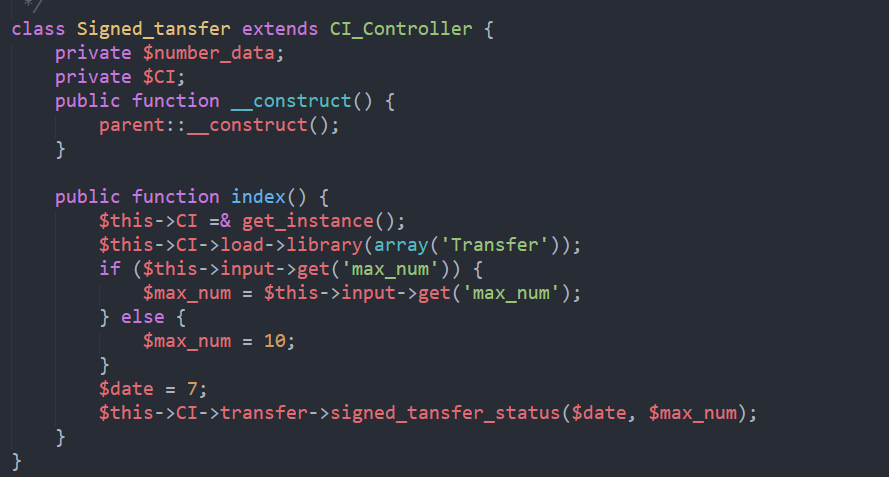 */
class Signed_tansfer extends CI_Controller {
    private $number_data;
    private $CI;
    public function __construct() {
        parent::__construct();
    }

    public function index() {
        $this->CI =& get_instance();
        $this->CI->load->library(array('Transfer'));
        if ($this->input->get('max_num')) {
            $max_num = $this->input->get('max_num');
        } else {
            $max_num = 10;
        }
        $date = 7;
        $this->CI->transfer->signed_tansfer_status($date, $max_num);
    }
}